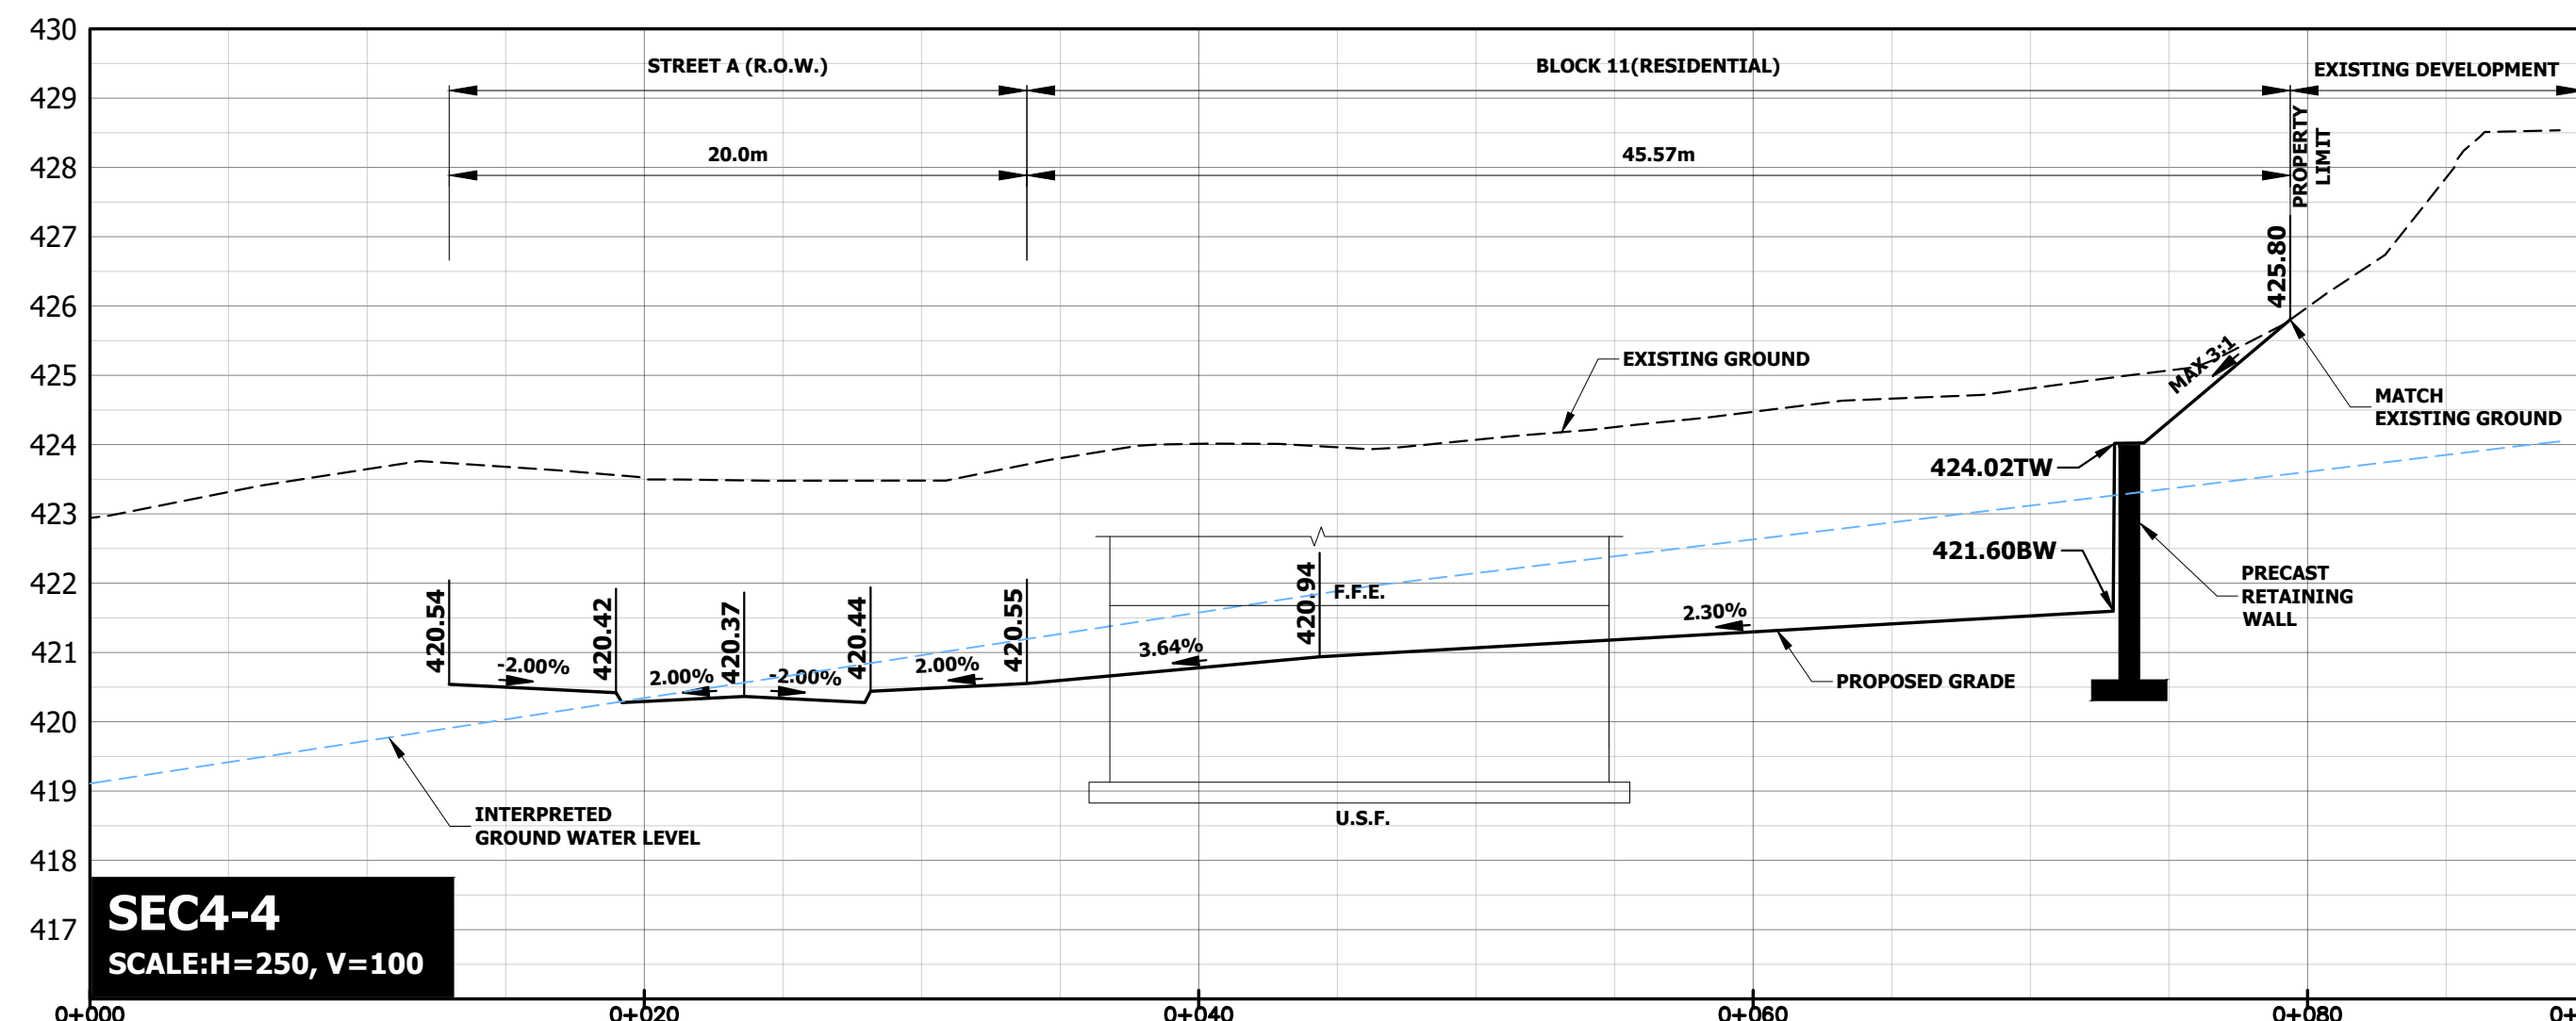 430
429
428
427
426
425
424
423
422
421
420
419
418
417
STREET A (R.O.W.)
BLOCK 11(RESIDENTIAL)
EXISTING DEVELOPMENT
20.0m
45.57m
PROPERTY
LIMIT
425.80
EXISTING GROUND
MAX 3:1
MATCH
EXISTING GROUND
424.02TW
421.60BW
PRECAST
RETAINING
WALL
420.54
420.42
420.37
420.44
420.55
420.94
F.F.E.
-2.00%
2.00%
-2.00%
2.00%
3.64%
2.30%
PROPOSED GRADE
INTERPRETED
GROUND WATER LEVEL
U.S.F.
SEC4-4
SCALE:H=250, V=100
0+000
0+020
0+040
0+060
0+080